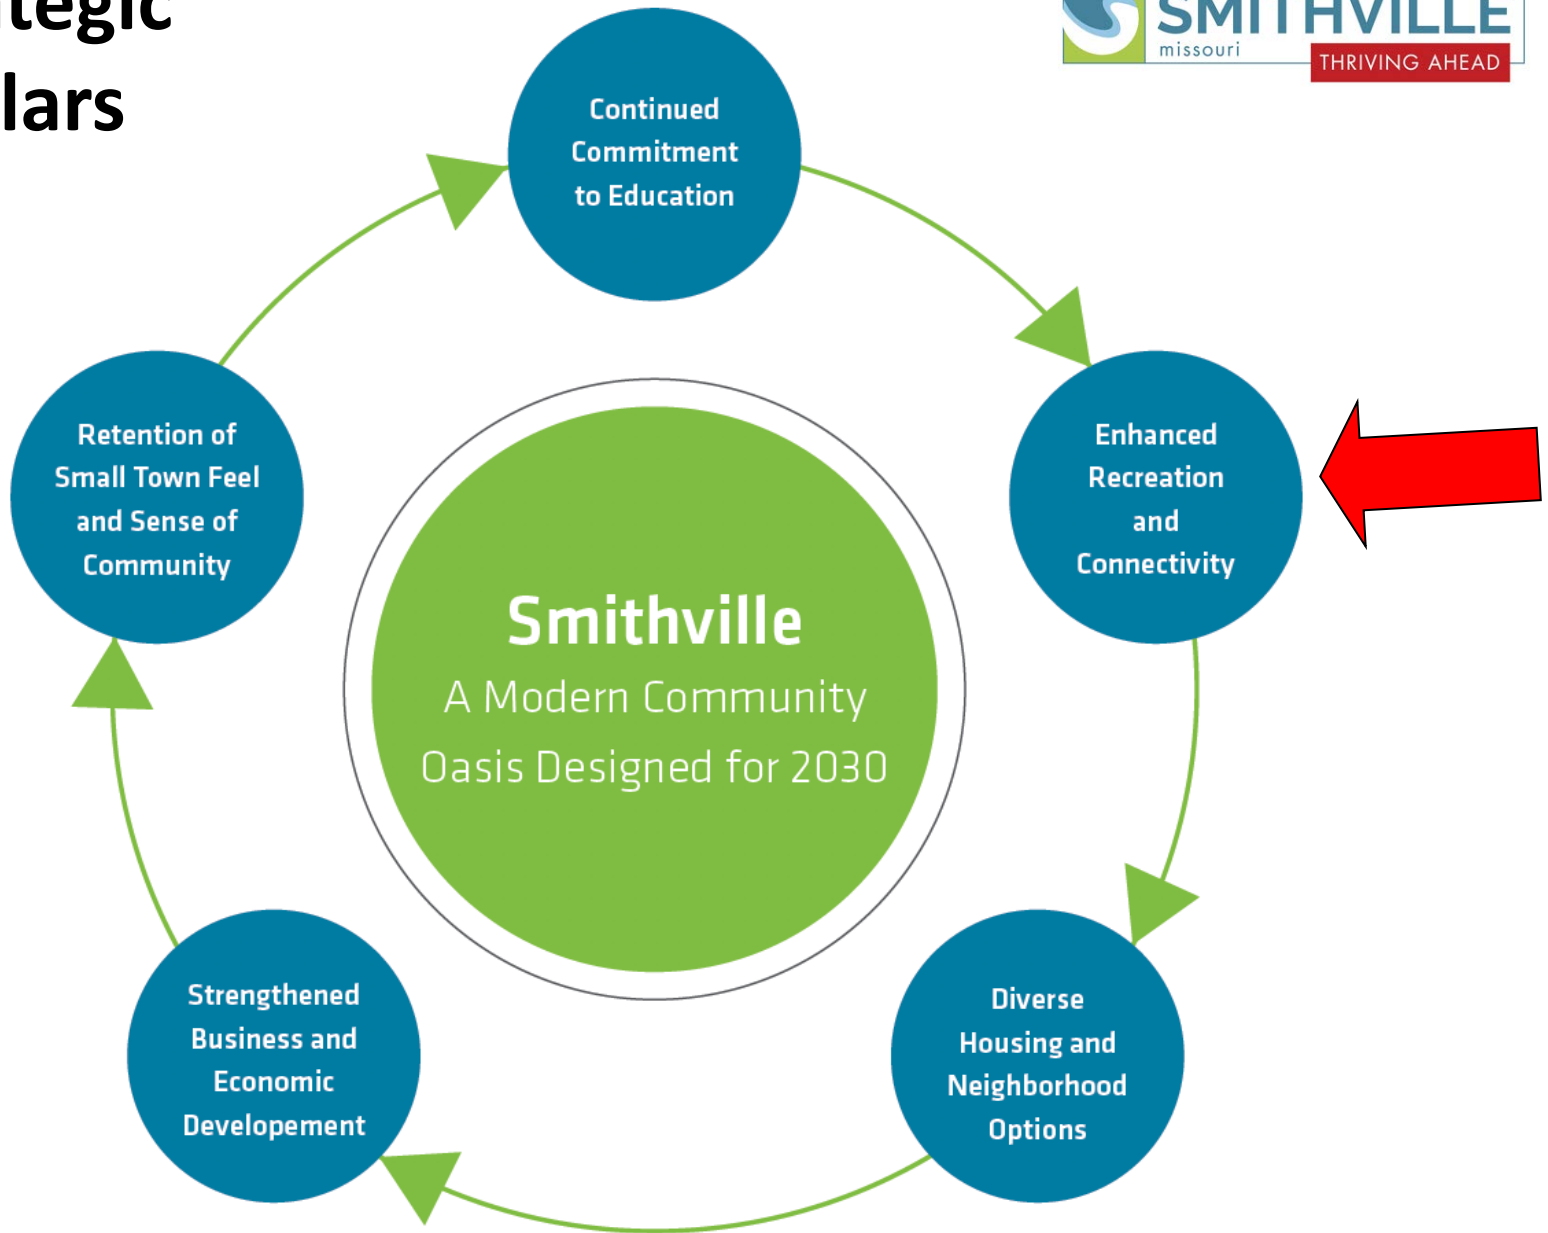 tegic
lars
SMITHVILLE
missouri
THRIVING AHEAD
Continued
Commitment
to Education
Enhanced
Recreation
and
Connectivity
Diverse
Housing and
Neighborhood
Options
Strengthened
Business and
Economic
Developement
Retention of
Small Town Feel
and Sense of
Community
Smithville
A Modern Community
Oasis Designed for 2030